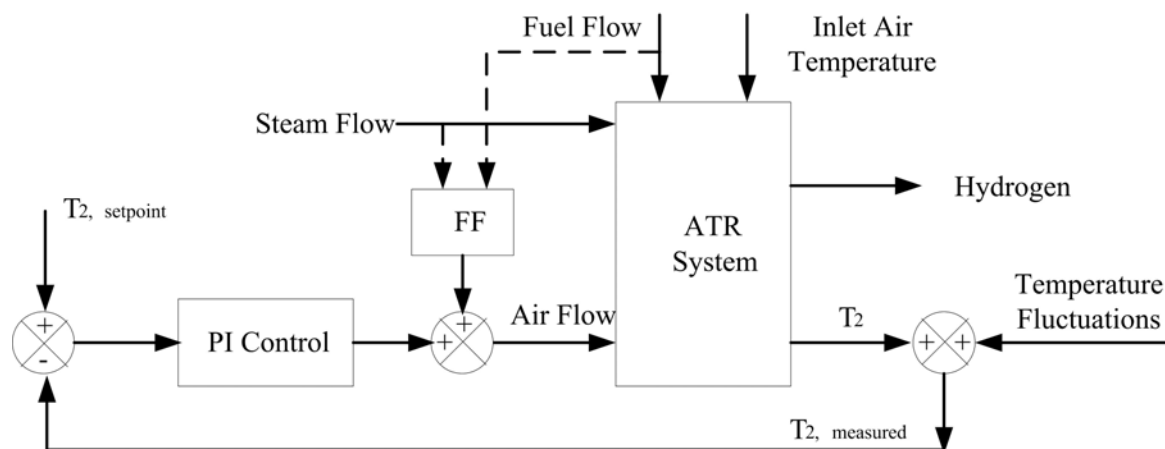 Fuel Flow
Inlet Air
Temperature
Steam Flow
T2, setpoint
FF
Hydrogen
ATR
System
Temperature
Fluctuations
Air Flow
T2
+
-
PI Control
+
+
+
+
T2, measured